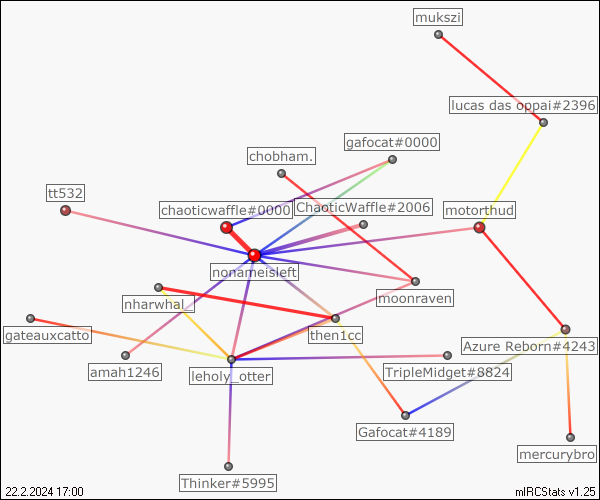 mukszi
lucas das oppai#2396
gafocat#0000
chobham.
tt532
chaoticwaffle#0000
ChaoticWaffle#2006
motorthud
nonameisleft
nharwhal_
moonraven
gateauxcatto
then1cc
Azure Reborn#4243
amah1246
leholy_otter
TripleMidget#8824
Gafocat#4189
mercurybro
Thinker#5995
22.2.2024 17:00
mIRCStats v1.25